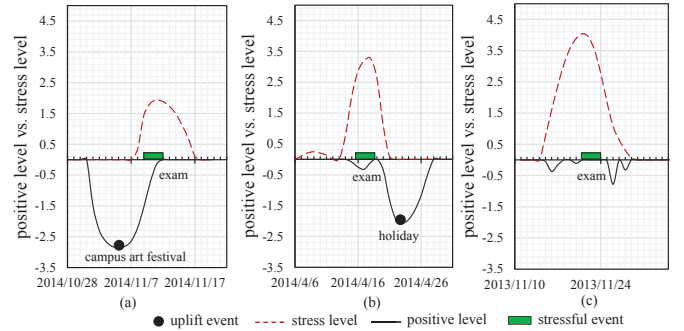 positive level vs. stress level
4.5
3.5
2.5
1.5
0.5
-0.5
-1.5
-2.5
-3.5
exam
campus art festival
2014/10/28 2014/11/7 2014/11/17
(a)
positive level vs. stress level
4.5
3.5
2.5
1.5
0.5
-0.5
-1.5
-2.5
-3.5
exam
holiday
2014/4/6 2014/4/16 2014/4/26
(b)
positive level vs. stress level
4.5
3.5
2.5
1.5
0.5
-0.5
-1.5
-2.5
-3.5
exam
2013/11/10 2013/11/24
(c)
uplift event stress level positive level stressful event